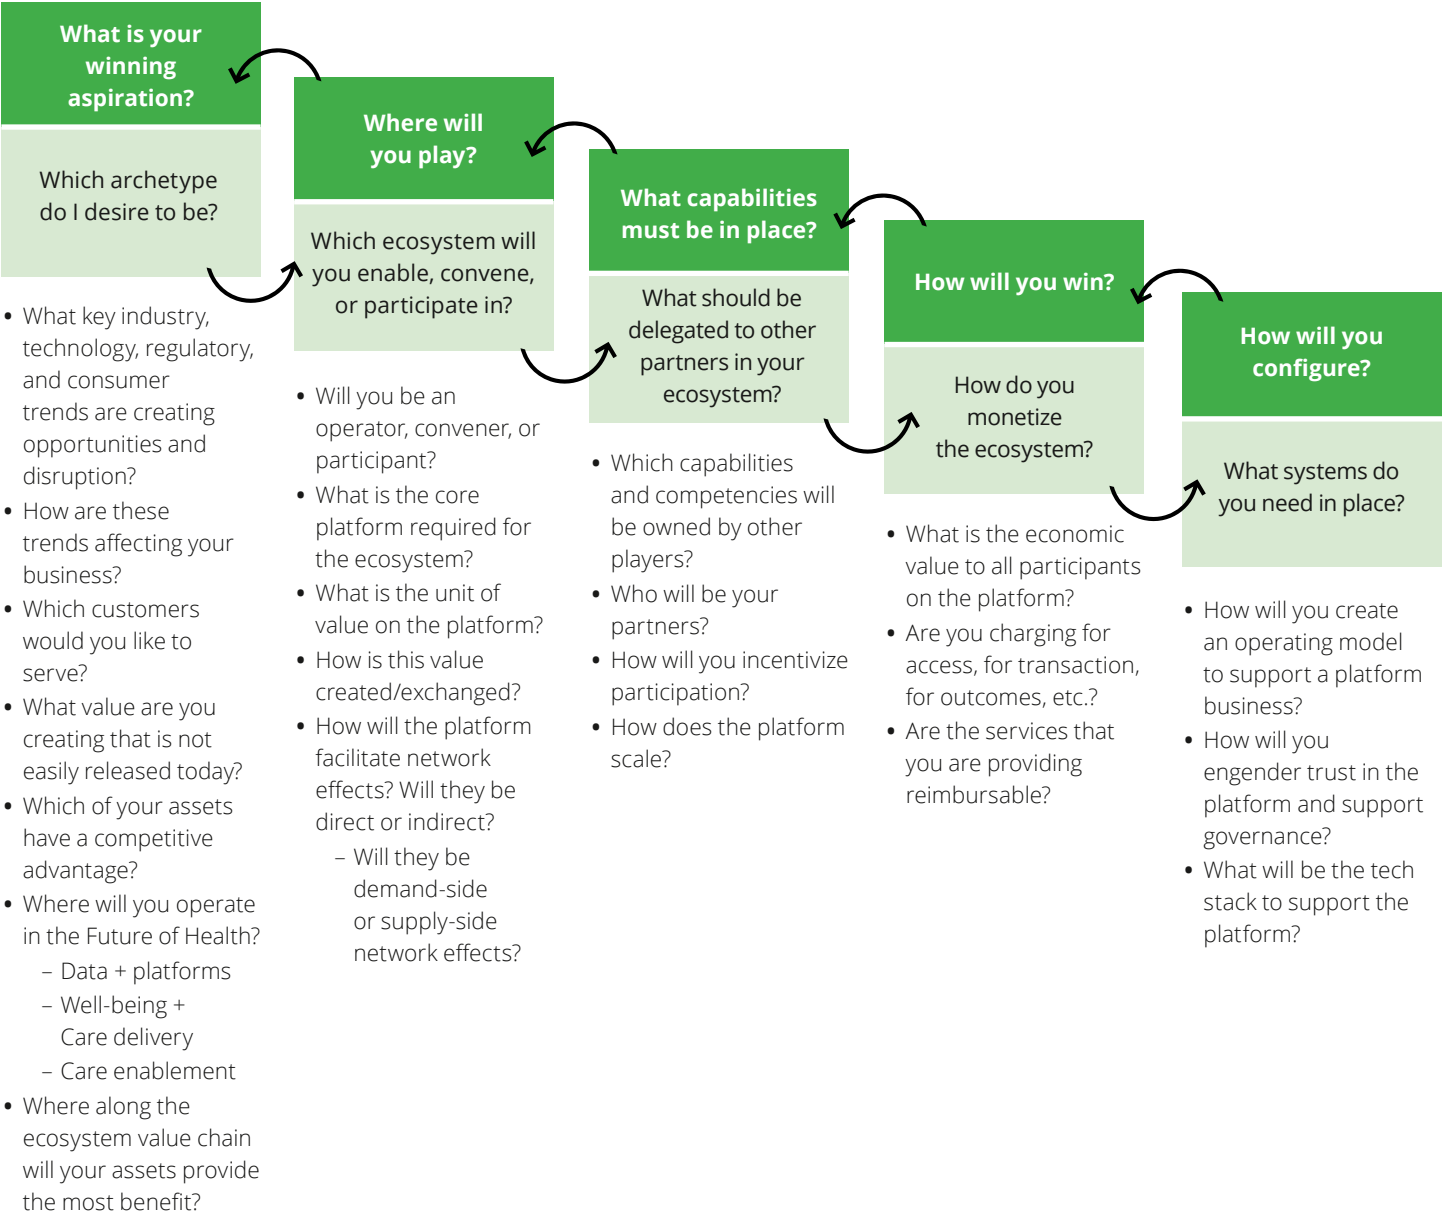 What is your
winning
aspiration?
Which archetype
do I desire to be?
• What key industry,
technology, regulatory,
and consumer
trends are creating
opportunities and
disruption?
• How are these
trends affecting your
business?
• Which customers
would you like to
serve?
• What value are you
creating that is not
easily released today?
• Which of your assets
have a competitive
advantage?
• Where will you operate
in the Future of Health?
– Data + platforms
– Well-being +
Care delivery
– Care enablement
• Where along the
ecosystem value chain
will your assets provide
the most benefit?
Where will
you play?
Which ecosystem will
you enable, convene,
or participate in?
• Will you be an
operator, convener, or
participant?
• What is the core
platform required for
the ecosystem?
• What is the unit of
value on the platform?
• How is this value
created/exchanged?
• How will the platform
facilitate network
effects? Will they be
direct or indirect?
– Will they be
demand-side
or supply-side
network effects?
What capabilities
must be in place?
What should be
delegated to other
partners in your
ecosystem?
• Which capabilities
and competencies will
be owned by other
players?
• Who will be your
partners?
• How will you incentivize
participation?
• How does the platform
scale?
How will you win?
How do you
monetize
the ecosystem?
• What is the economic
value to all participants
on the platform?
• Are you charging for
access, for transaction,
for outcomes, etc.?
• Are the services that
you are providing
reimbursable?
How will you
configure?
What systems do
you need in place?
• How will you create
an operating model
to support a platform
business?
• How will you
engender trust in the
platform and support
governance?
• What will be the tech
stack to support the
platform?